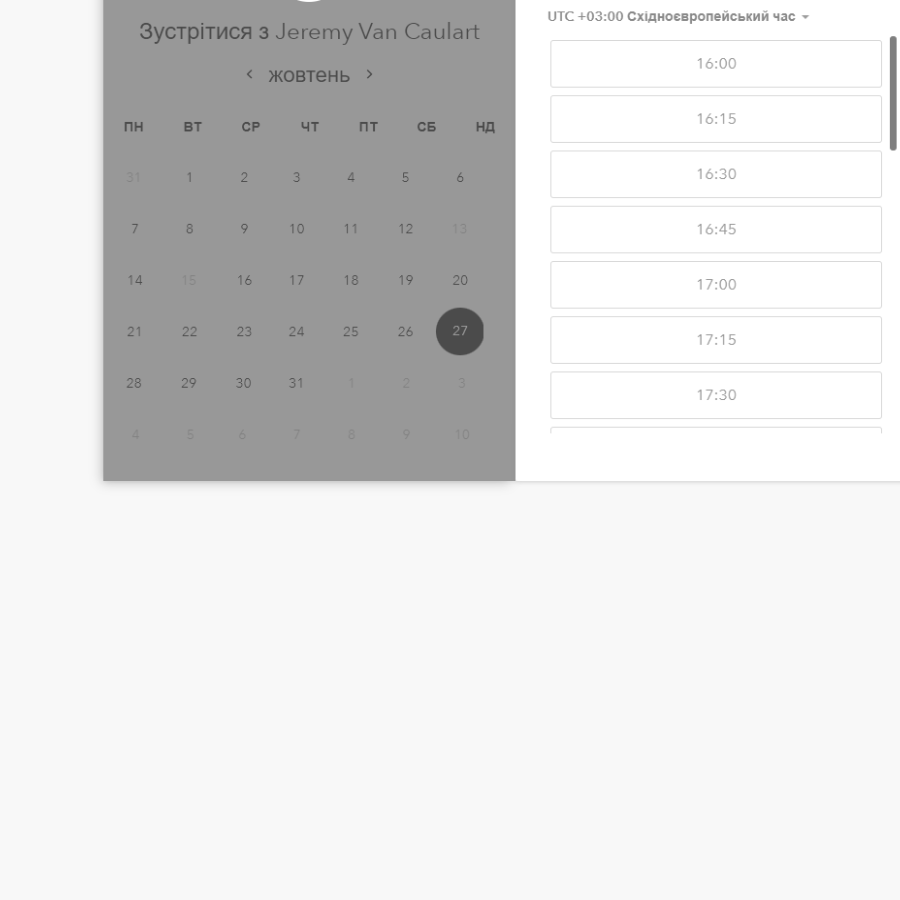 Зустрітися з Jeremy Van Caulart
жовтень
ПН ВТ СР ЧТ ПТ СБ НД
31 1 2 3 4 5 6
7 8 9 10 11 12 13
14 15 16 17 18 19 20
21 22 23 24 25 26 27
28 29 30 31 1 2 3
4 5 6 7 8 9 10
UTC +03:00 Східноєвропейський час
16:00
16:15
16:30
16:45
17:00
17:15
17:30